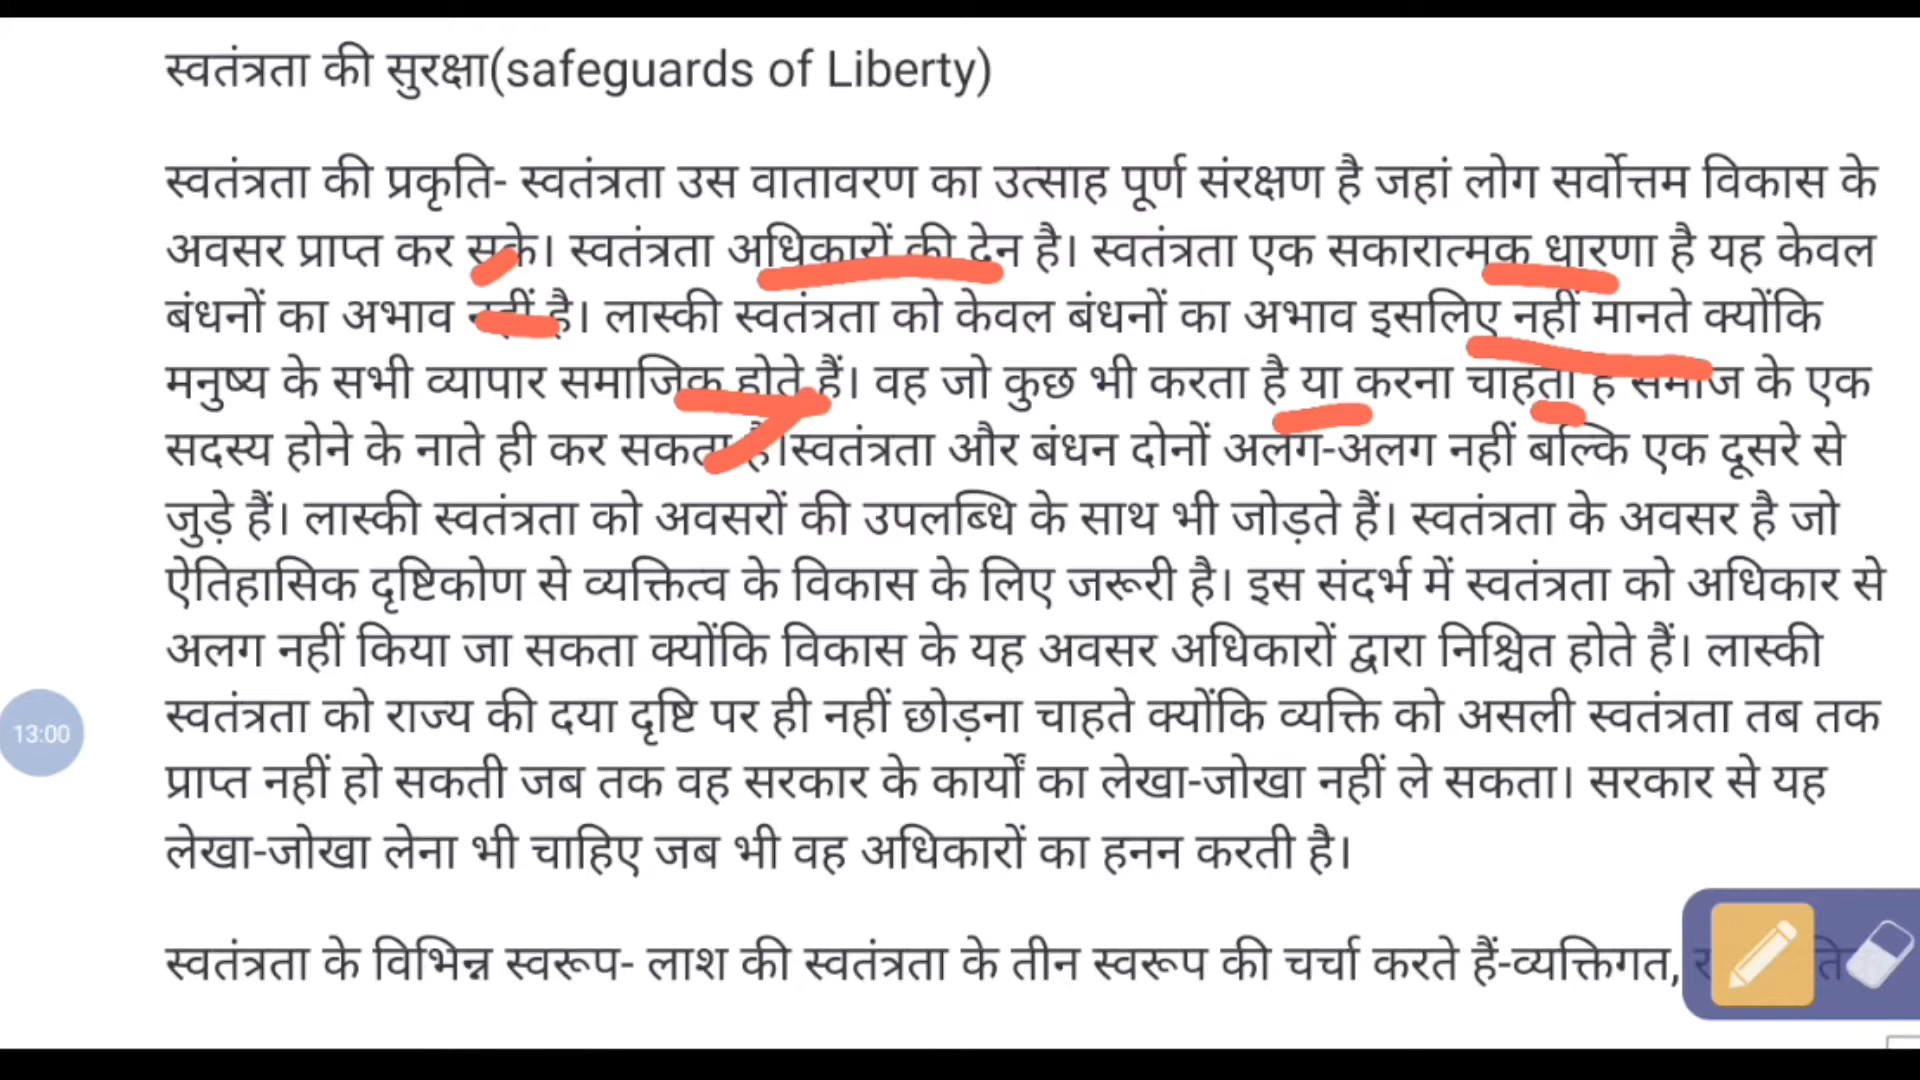 स्वतंत्रता की सुरक्षा(safeguards of Liberty)
स्वतंत्रता की प्रकृति- स्वतंत्रता उस वातावरण का उत्साह पूर्ण संरक्षण है जहां लोग सर्वोत्तम विकास के
अवसर प्राप्त कर सके। स्वतंत्रता अधिकारों की देन है। स्वतंत्रता एक सकारात्मक धारणा है यह केवल
बंधनों का अभाव नहीं है। लास्की स्वतंत्रता को केवल बंधनों का अभाव इसलिए नहीं मानते क्योंकि
मनुष्य के सभी व्यापार समाजिक होते हैं। वह जो कुछ भी करता है या करना चाहता है समाज के एक
सदस्य होने के नाते ही कर सकता है।स्वतंत्रता और बंधन दोनों अलग-अलग नहीं बल्कि एक दूसरे से
जुड़े हैं। लास्की स्वतंत्रता को अवसरों की उपलब्धि के साथ भी जोड़ते हैं। स्वतंत्रता के अवसर है जो
ऐतिहासिक दृष्टिकोण से व्यक्तित्व के विकास के लिए जरूरी है। इस संदर्भ में स्वतंत्रता को अधिकार से
अलग नहीं किया जा सकता क्योंकि विकास के यह अवसर अधिकारों द्वारा निश्चित होते हैं। लास्की
स्वतंत्रता को राज्य की दया दृष्टि पर ही नहीं छोड़ना चाहते क्योंकि व्यक्ति को असली स्वतंत्रता तब तक
13:00
प्राप्त नहीं हो सकती जब तक वह सरकार के कार्यों का लेखा-जोखा नहीं ले सकता। सरकार से यह
लेखा-जोखा लेना भी चाहिए जब भी वह अधिकारों का हनन करती है।
स्वतंत्रता के विभिन्न स्वरूप- लाश की स्वतंत्रता के तीन स्वरूप की चर्चा करते हैं-व्यक्तिगत,